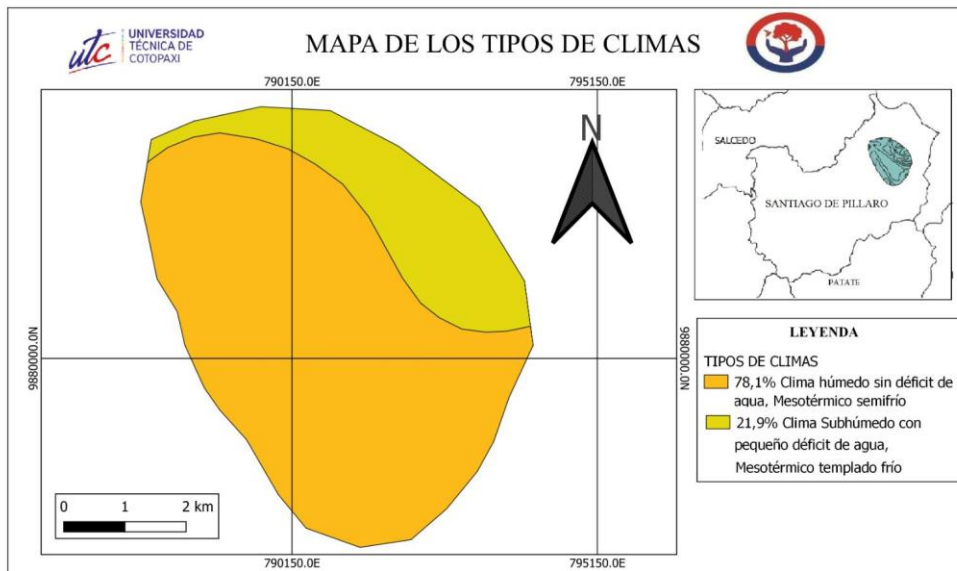 utc
UNIVERSIDAD
TÉCNICA DE
COTOPAXI
MAPA DE LOS TIPOS DE CLIMAS
790150.0E
795150.0E
N
9880000.0N
9880000.0N
0 1 2 km
790150.0E
795150.0E
SALCEDO
SANTIAGO DE PILLARO
PATATE
LEYENDA
TIPOS DE CLIMAS
78,1% Clima húmedo sin déficit de
agua, Mesotérmico semifrío
21,9% Clima Subhúmedo con
pequeño déficit de agua,
Mesotérmico templado frío